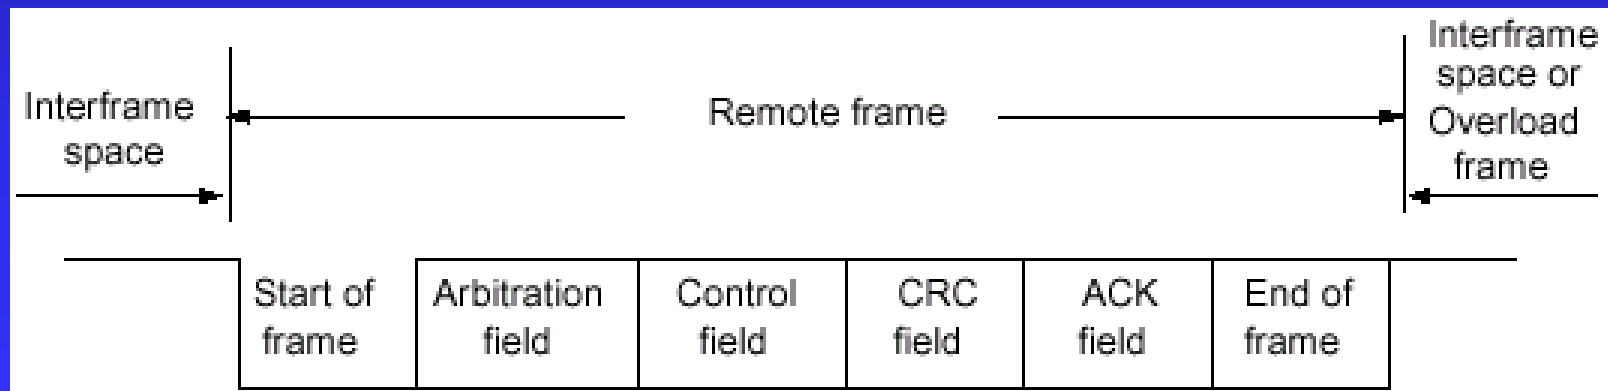 Interframe
space
Remote frame
Interframe
space or
Overload
frame
Start of
frame
Arbitration
field
Control
field
CRC
field
ACK
field
End of
frame